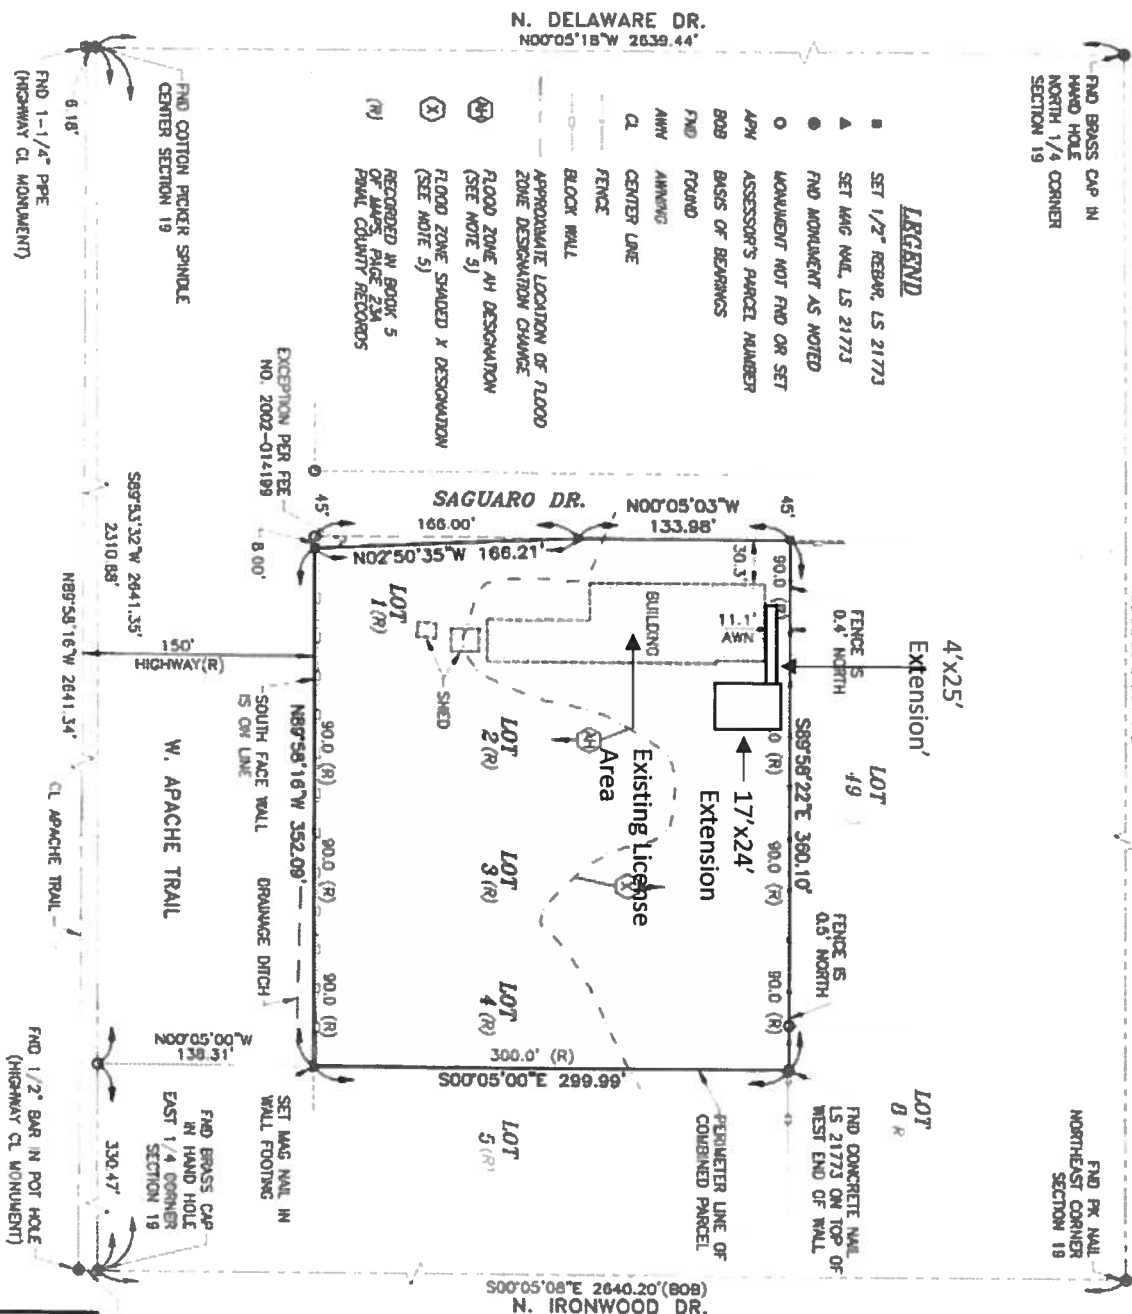 N. DELAWARE DR.
N00°05'18"W 2639.44'
FND BRASS CAP IN
HAND HOLE
NORTH 1/4 CORNER
SECTION 19
LEGEND
■ SET 1/2" REBAR, LS 21773
▲ SET MAG NAIL, LS 21773
● FND MONUMENT AS NOTED
○ MONUMENT NOT FND OR SET
APN ASSESSOR'S PARCEL NUMBER
BOB BASIS OF BEARINGS
FND FOUND
AWN AWNING
CL CENTER LINE
FENCE
BLOCK WALL
APPROXIMATE LOCATION OF FLOOD
ZONE DESIGNATION CHANGE
AH FLOOD ZONE AH DESIGNATION
(SEE NOTE 5)
X FLOOD ZONE SHADED X DESIGNATION
(SEE NOTE 5)
(R) RECORDED IN BOOK 5
OF MAPS, PAGE 23A
PINAL COUNTY RECORDS
FND COTTON PICKER SPINDLE
CENTER SECTION 19
6.18'
FND 1-1/4" PIPE
(HIGHWAY CL MONUMENT)
EXCEPTION PER FEE
NO. 2002-014199
SAGUARO DR.
N00°05'03"W
133.98'
166.00'
N02°50'35"W 166.21'
45'
45'
30.3'
8.00'
90.0 (R)
BUILDING
11.1'
AWN
FENCE IS
0.4' NORTH
4'x25'
Extension'
17'x24'
Extension
Existing License
Area
AH
X
SHED
LOT
1 (R)
LOT
2 (R)
LOT
3 (R)
LOT
4 (R)
LOT
5 (R)
LOT
49
LOT
8 R
0 (R)
S89°58'22"E 360.10'
90.0 (R)
90.0 (R)
FENCE IS
0.5' NORTH
FND CONCRETE NAIL
LS 21773 ON TOP OF
WEST END OF WALL
PERIMETER LINE OF
COMBINED PARCEL
300.0' (R)
S00°05'00"E 299.99'
90.0 (R)
90.0 (R)
90.0 (R)
N89°58'16"W 352.09'
SOUTH FACE WALL
IS ON LINE
DRAINAGE DITCH
150'
HIGHWAY(R)
W. APACHE TRAIL
S89°53'32"W 2641.35'
2310.88'
N89°58'16"W 2641.34'
CL APACHE TRAIL
N00°05'00"W
138.31'
SET MAG NAIL IN
WALL FOOTING
FND BRASS CAP
IN HAND HOLE
EAST 1/4 CORNER
SECTION 19
330.47'
FND 1/2" BAR IN POT HOLE
(HIGHWAY CL MONUMENT)
FND PK NAIL
NORTHEAST CORNER
SECTION 19
S00°05'08"E 2640.20'(BOB)
N. IRONWOOD DR.